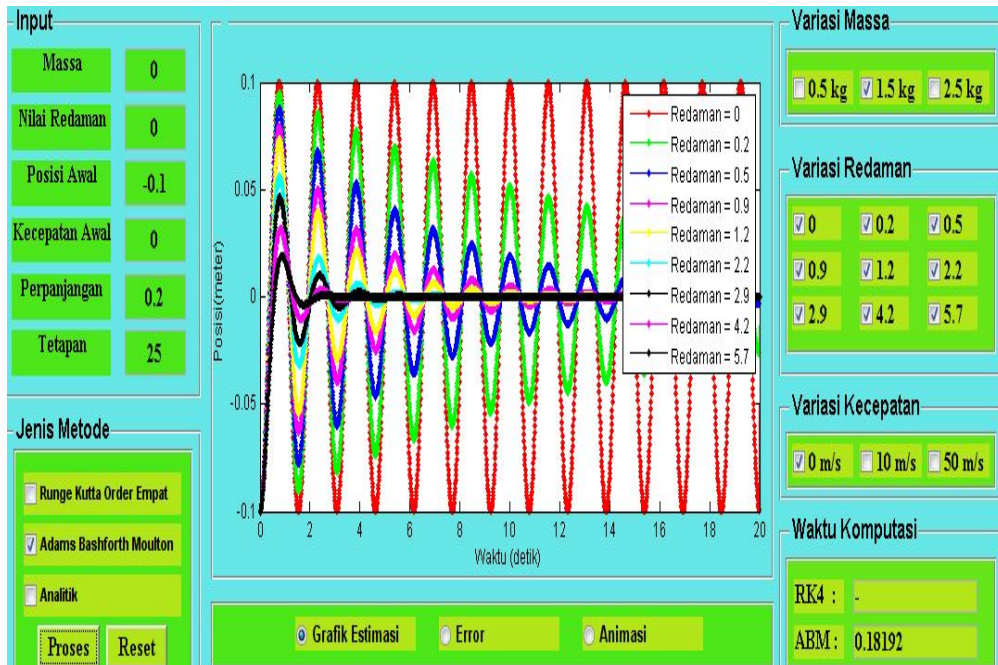 Input
Massa
0
Nilai Redaman
0
Posisi Awal
-0.1
Kecepatan Awal
0
Perpanjangan
0.2
Tetapan
25
Jenis Metode
Runge Kutta Order Empat
Adams Bashforth Moulton
Analitik
Proses
Reset
0.1
0.05
0
-0.05
-0.1
Posisi(meter)
0 2 4 6 8 10 12 14 16 18 20
Waktu (detik)
Redaman = 0
Redaman = 0.2
Redaman = 0.5
Redaman = 0.9
Redaman = 1.2
Redaman = 2.2
Redaman = 2.9
Redaman = 4.2
Redaman = 5.7
Grafik Estimasi
Error
Animasi
Variasi Massa
0.5 kg 1.5 kg 2.5 kg
Variasi Redaman
0 0.2 0.5
0.9 1.2 2.2
2.9 4.2 5.7
Variasi Kecepatan
0 m/s 10 m/s 50 m/s
Waktu Komputasi
RK4 : -
ABM : 0.18192